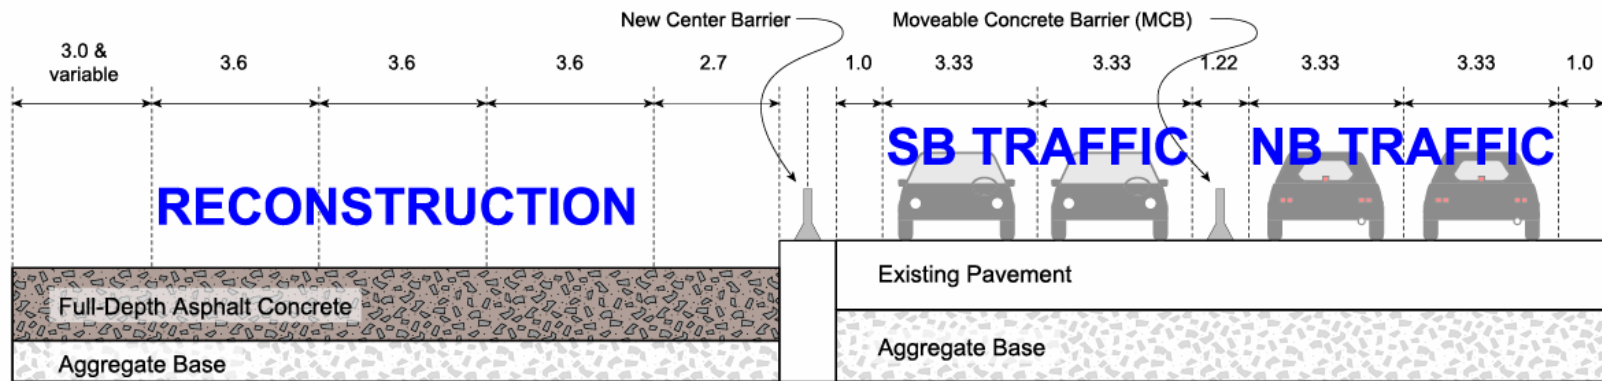 New Center Barrier
Moveable Concrete Barrier (MCB)
3.0 &
variable
3.6
3.6
3.6
2.7
1.0
3.33
3.33
1.22
3.33
3.33
1.0
SB TRAFFIC
NB TRAFFIC
RECONSTRUCTION
Existing Pavement
Full-Depth Asphalt Concrete
Aggregate Base
Aggregate Base